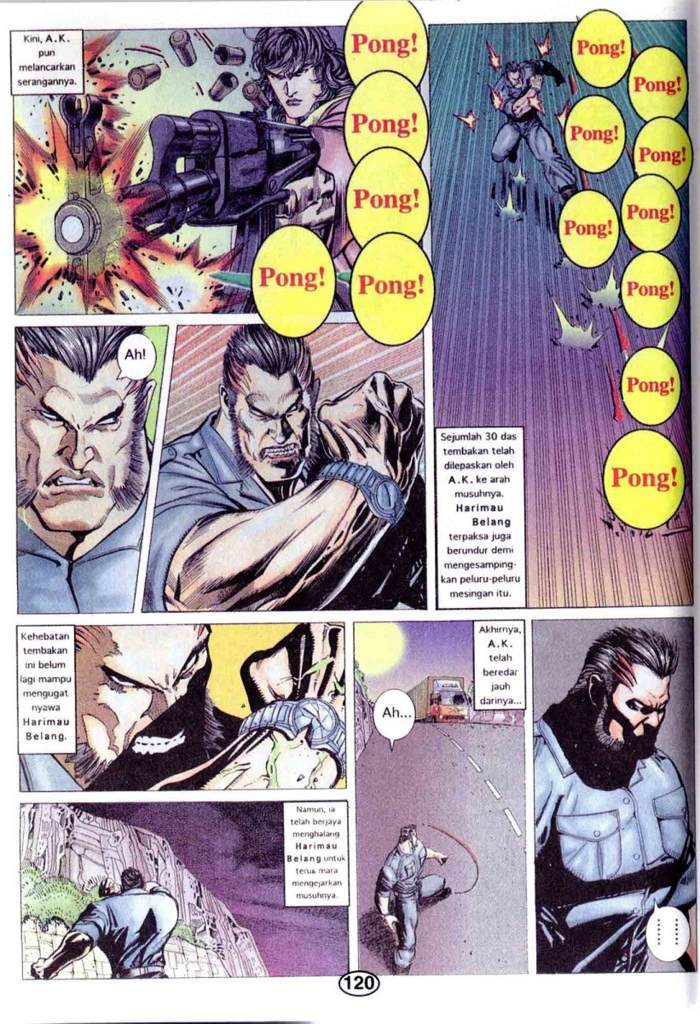 Kini, A.K.
pun
melancarkan
serangannya.
Pong!
Pong!
Pong!
Pong!
Pong!
Pong!
Pong!
Pong!
Pong!
Pong!
Pong!
Pong!
Pong!
Pong!
Ah!
Sejumlah 30 das
tembakan telah
dilepaskan oleh
A.K. ke arah
musuhnya.
Harimau
Belang
terpaksa juga
berundur demi
mengesamping-
kan peluru-peluru
mesingan itu.
Kehebatan
tembakan
ini belum
lagi mampu
mengugat
nyawa
Harimau
Belang.
Namun, ia
telah berjaya
menghalang
Harimau
Belang untuk
terus mara
mengejarkan
musuhnya.
Akhirnya,
A.K.
telah
beredar
jauh
darinya...
Ah...
......
120